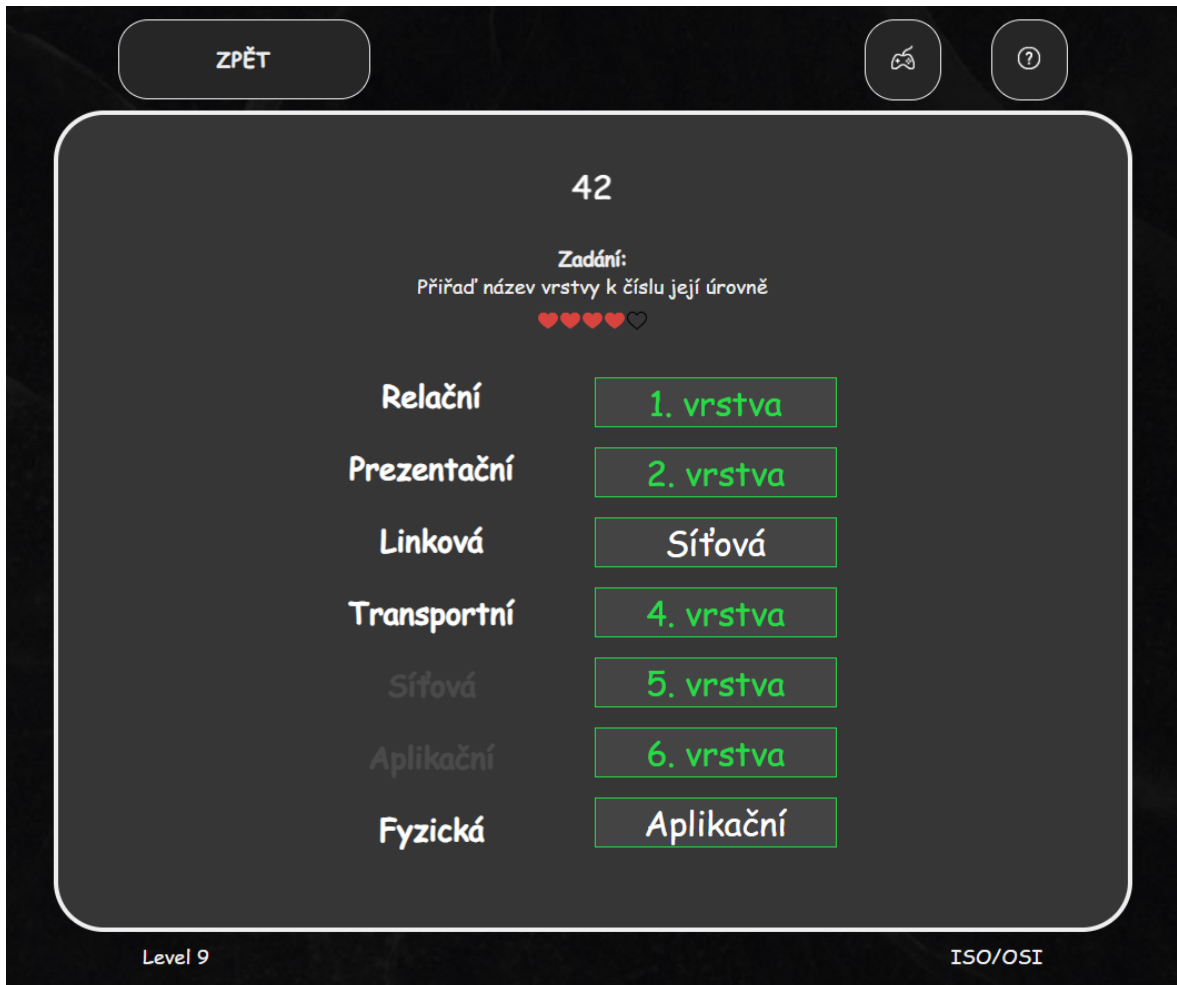 ZPĚT
?
42
Zadání:
Přiřaď název vrstvy k číslu její úrovně
Relační
1. vrstva
Prezentační
2. vrstva
Linková
Síťová
Transportní
4. vrstva
Síťová
5. vrstva
Aplikační
6. vrstva
Fyzická
Aplikační
Level 9
ISO/OSI